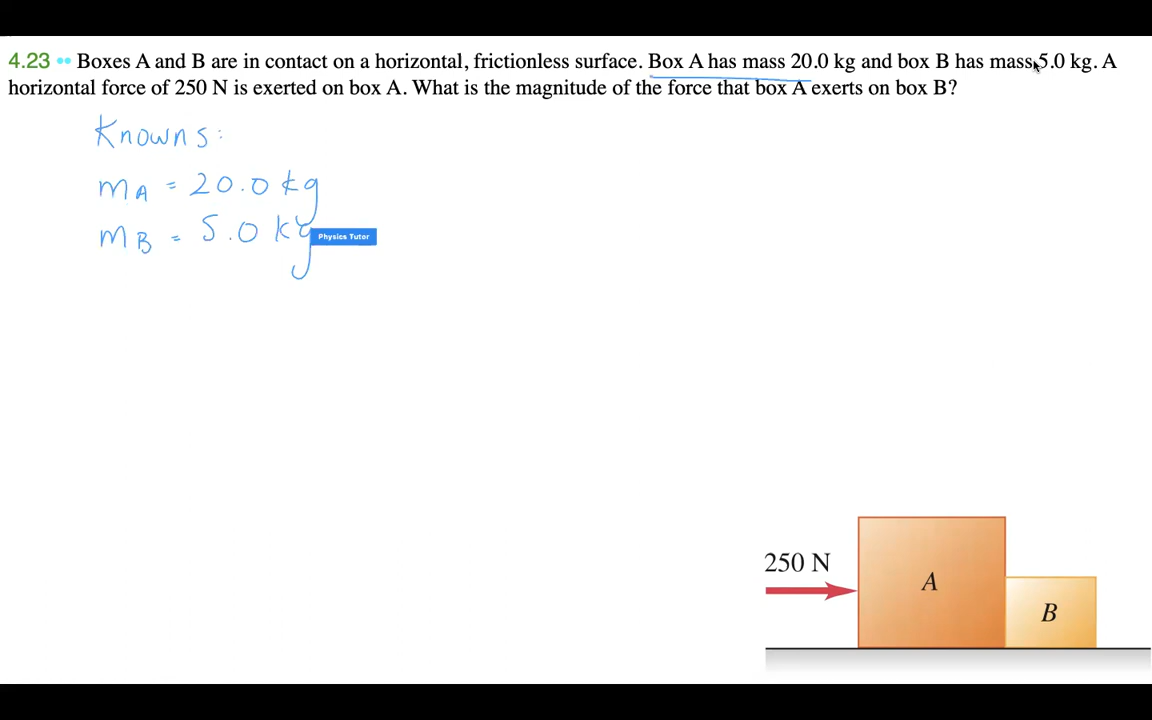 4.23 •• Boxes A and B are in contact on a horizontal, frictionless surface. Box A has mass 20.0 kg and box B has mass 5.0 kg. A
horizontal force of 250 N is exerted on box A. What is the magnitude of the force that box A exerts on box B?
Knowns:
mA = 20.0 kg
mB = 5.0 kg
Physics Tutor
250 N
A
B